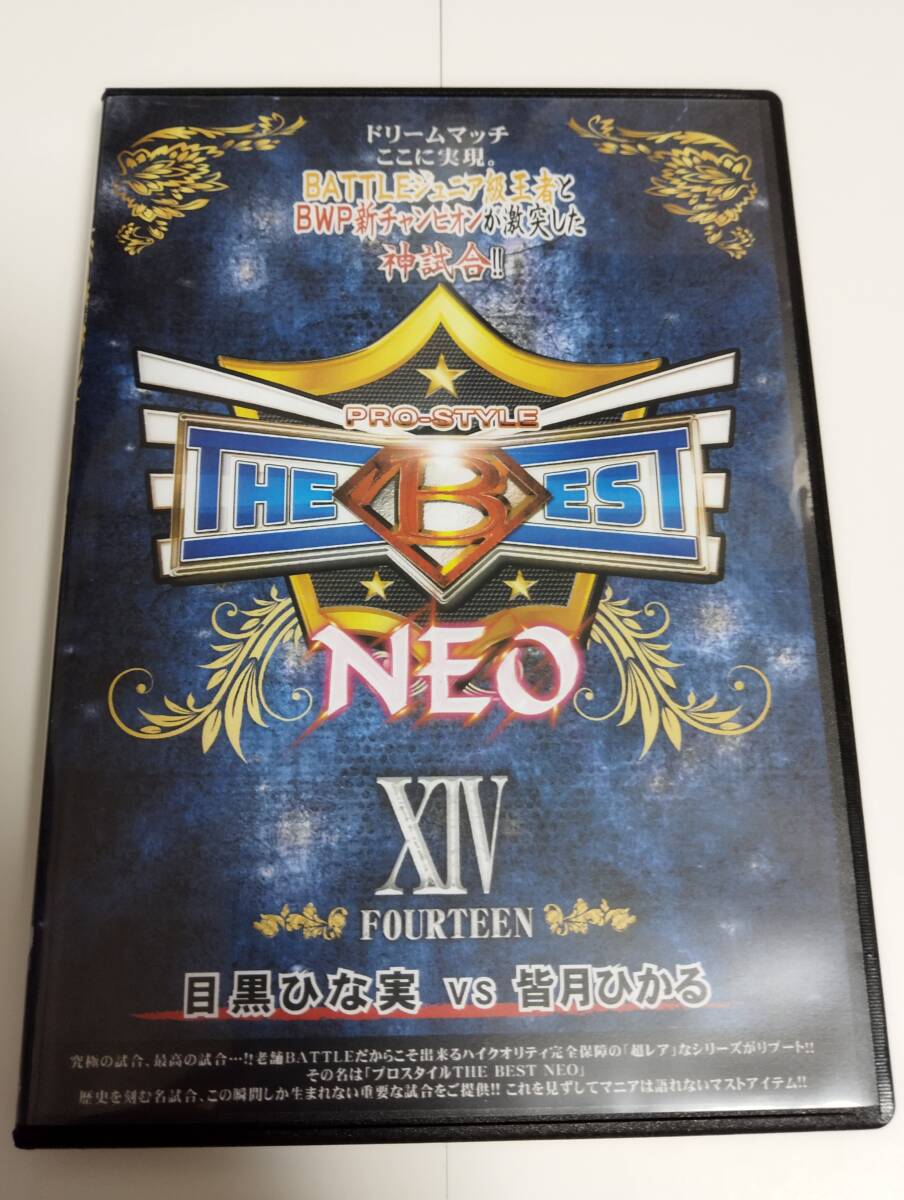 ドリームマッチ
ここに実現。
BATTLEジュニア級王者と
BWP新チャンピオンが激突した
神試合!!
PRO-STYLE
THE BEST
NEO
XIV
FOURTEEN
目黒ひな実 VS 皆月ひかる
究極の試合、最高の試合…!!老舗BATTLEだからこそ出来るハイクオリティ完全保障の「超レア」なシリーズがリブート!!
その名は「プロスタイルTHE BEST NEO」
歴史を刻む名試合、この瞬間しか生まれない重要な試合をご提供!! これを見ずしてマニアは語れないマストアイテム!!